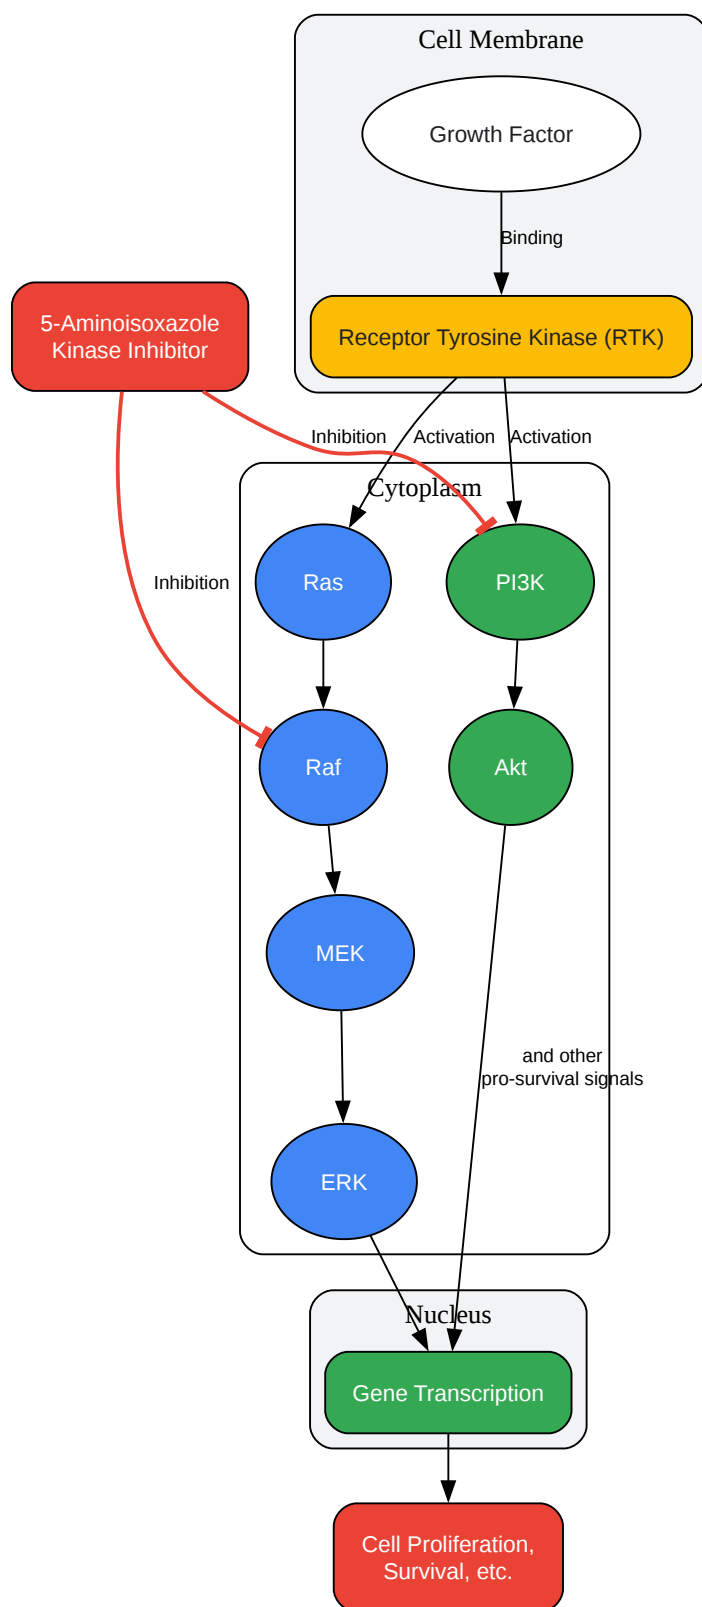 Cell Membrane
Growth Factor
Binding
5-Aminoisoxazole
Kinase Inhibitor
Receptor Tyrosine Kinase (RTK)
Inhibition
Activation
Activation
Cytoplasm
Ras
PI3K
Inhibition
Raf
Akt
MEK
and other
pro-survival signals
ERK
Nucleus
Gene Transcription
Cell Proliferation,
Survival, etc.